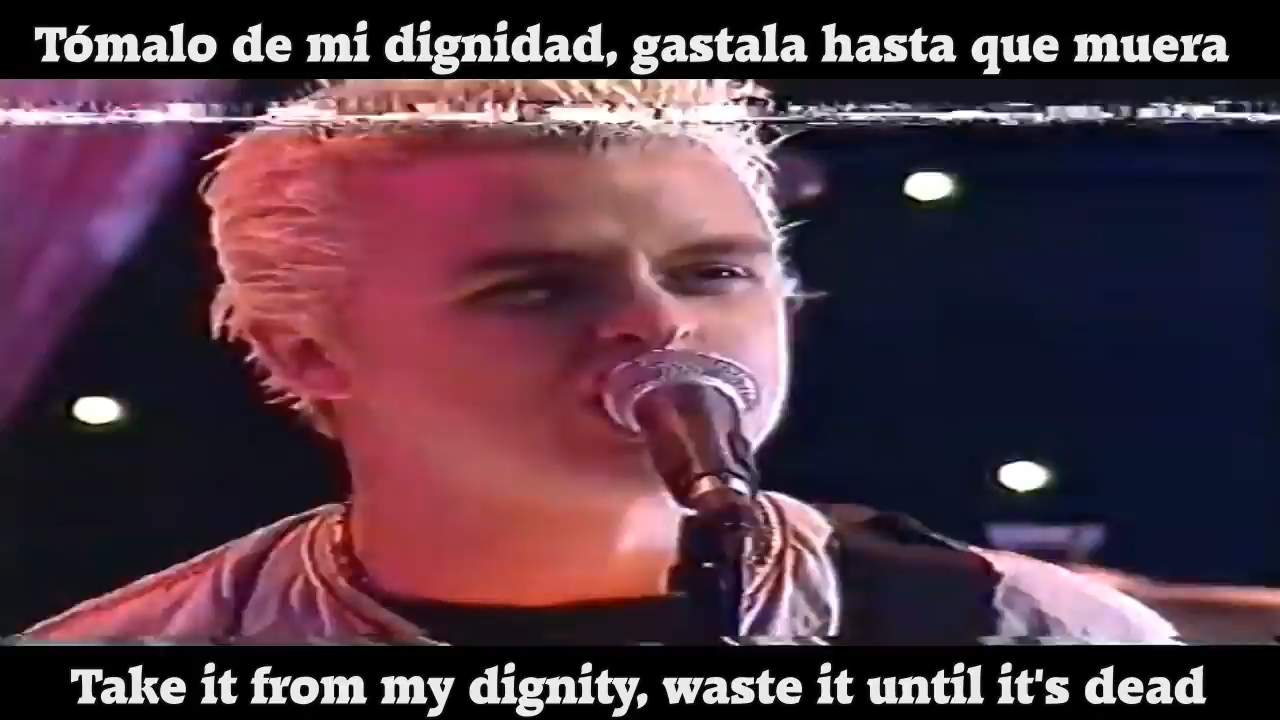 Tómalo de mi dignidad, gastala hasta que muera
Take it from my dignity, waste it until it's dead